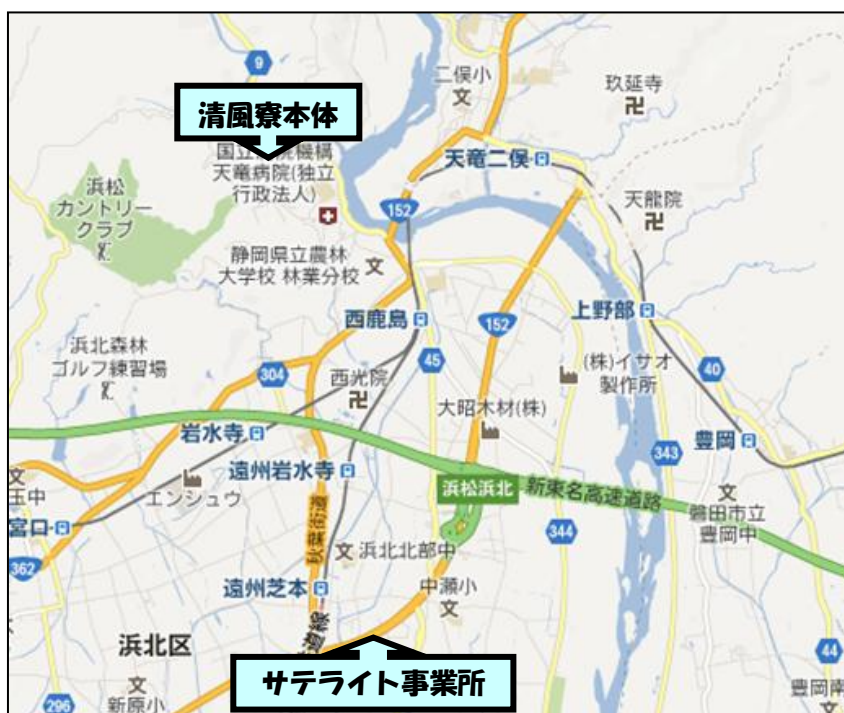 9
二俣小
玖延寺
清風寮本体
国立病院機構
天竜病院(独立
行政法人)
天竜二俣
浜松
カントリー
クラブ
152
天龍院
静岡県立農林
大学校 林業分校
西鹿島
152
上野部
浜北森林
ゴルフ練習場
304
45
西光院
(株)イサオ
製作所
40
大昭木材(株)
岩水寺
遠州岩水寺
343
豊岡
玉中
エンシュウ
浜松浜北
新東名高速道路
宮口
秋葉街道
浜北北部中
344
磐田市立
豊岡中
362
遠州芝本
中瀬小
道線
浜北区
サテライト事業所
44
新原小
296
豊岡南